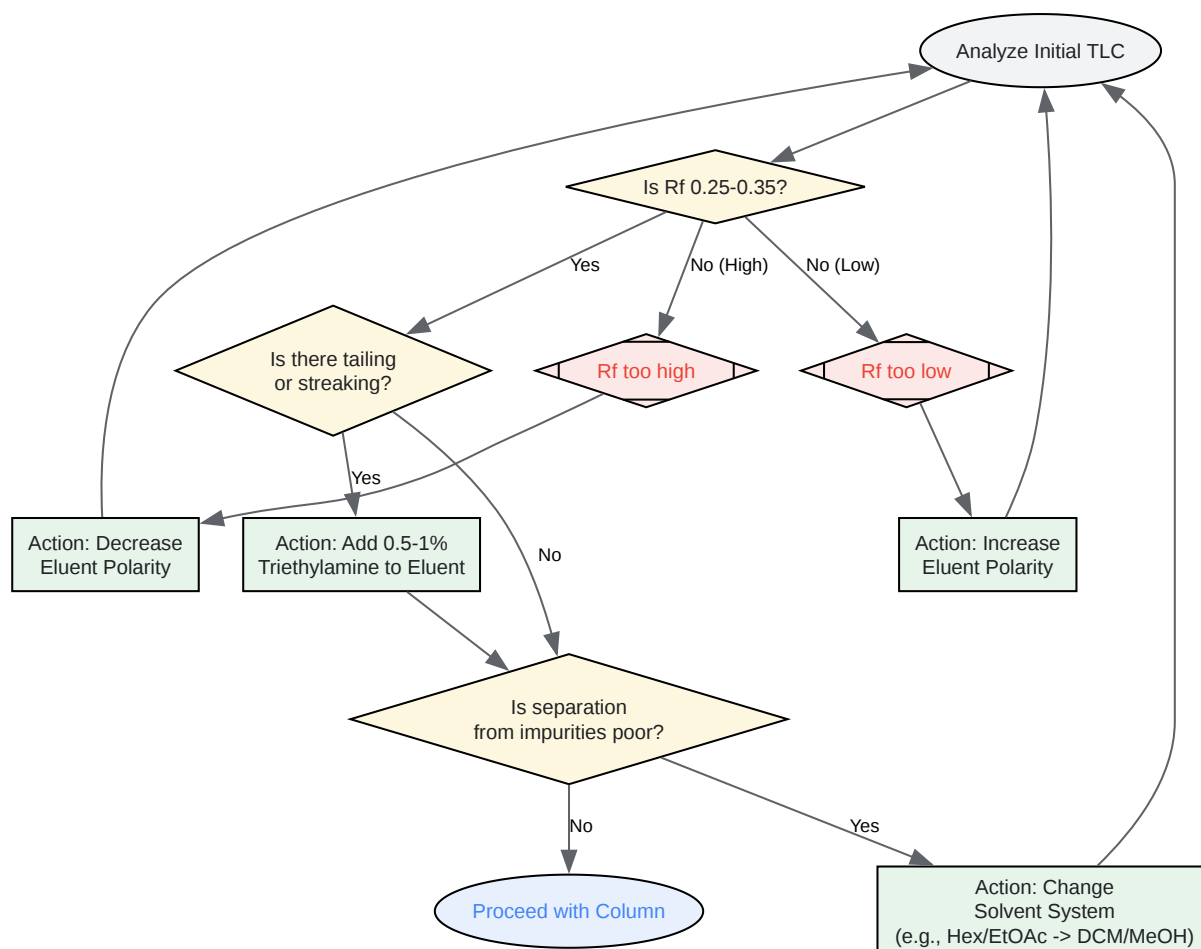 Analyze Initial TLC
Is Rf 0.25-0.35?
Yes
No (High)
No (Low)
Is there tailing
or streaking?
Rf too high
Rf too low
Yes
Action: Decrease
Eluent Polarity
Action: Add 0.5-1%
Triethylamine to Eluent
No
Action: Increase
Eluent Polarity
Is separation
from impurities poor?
No
Yes
Proceed with Column
Action: Change
Solvent System
(e.g., Hex/EtOAc -> DCM/MeOH)